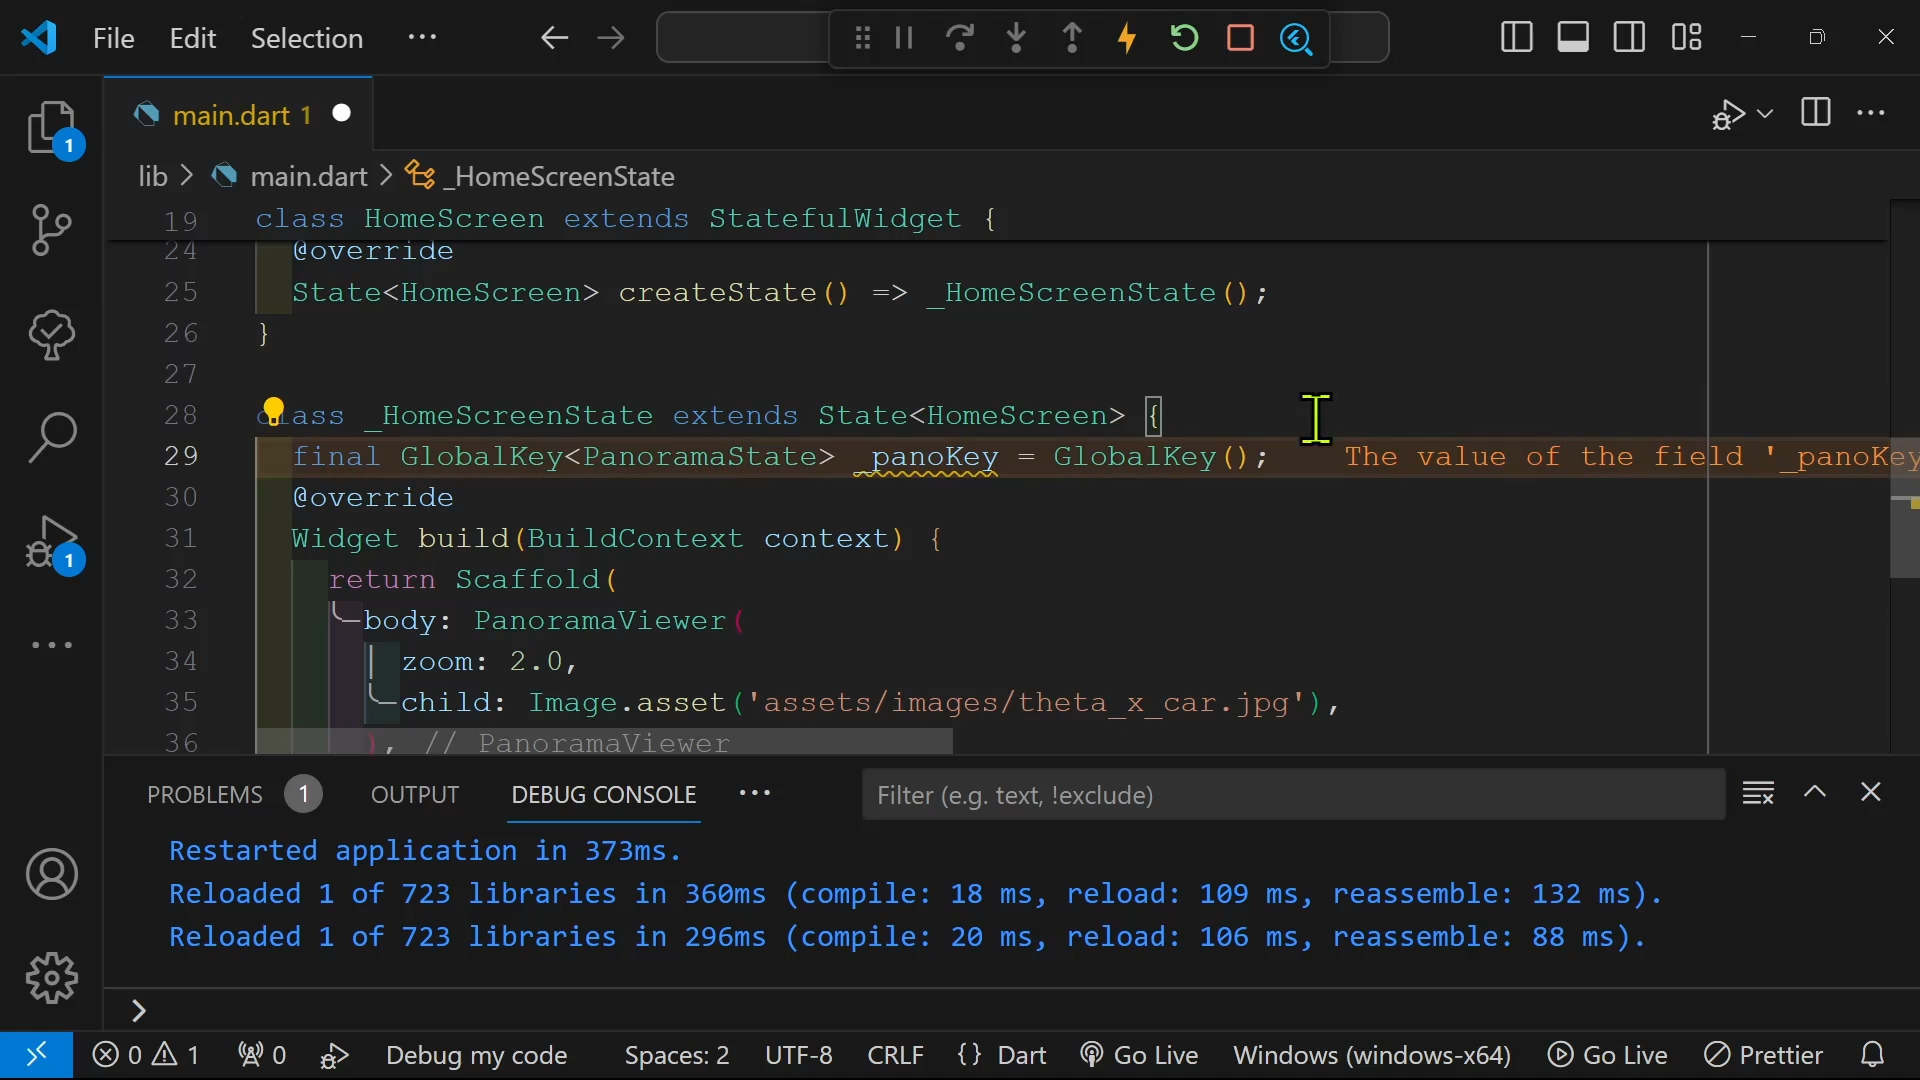 File Edit Selection ...
main.dart 1
1
lib > main.dart > _HomeScreenState
19 class HomeScreen extends StatefulWidget {
24 @override
25 State<HomeScreen> createState() => _HomeScreenState();
26 }
27
28 class _HomeScreenState extends State<HomeScreen> {
29 final GlobalKey<PanoramaState> _panoKey = GlobalKey(); The value of the field '_panoKey
30 @override
31 Widget build(BuildContext context) {
32 return Scaffold(
33 body: PanoramaViewer(
34 zoom: 2.0,
35 child: Image.asset('assets/images/theta_x_car.jpg'),
36 ), // PanoramaViewer
1
PROBLEMS 1 OUTPUT DEBUG CONSOLE ... Filter (e.g. text, !exclude)
Restarted application in 373ms.
Reloaded 1 of 723 libraries in 360ms (compile: 18 ms, reload: 109 ms, reassemble: 132 ms).
Reloaded 1 of 723 libraries in 296ms (compile: 20 ms, reload: 106 ms, reassemble: 88 ms).
>
0 1 0 Debug my code Spaces: 2 UTF-8 CRLF {} Dart Go Live Windows (windows-x64) Go Live Prettier